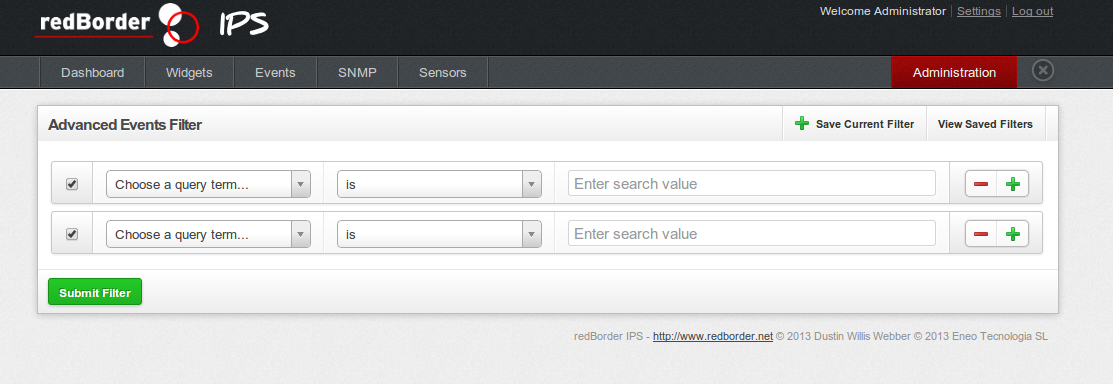 redBorder IPS
Welcome Administrator Settings Log out
Dashboard Widgets Events SNMP Sensors Administration
Advanced Events Filter Save Current Filter View Saved Filters
Choose a query term... is Enter search value
Choose a query term... is Enter search value
Submit Filter
redBorder IPS - http://www.redborder.net © 2013 Dustin Willis Webber © 2013 Eneo Tecnologia SL